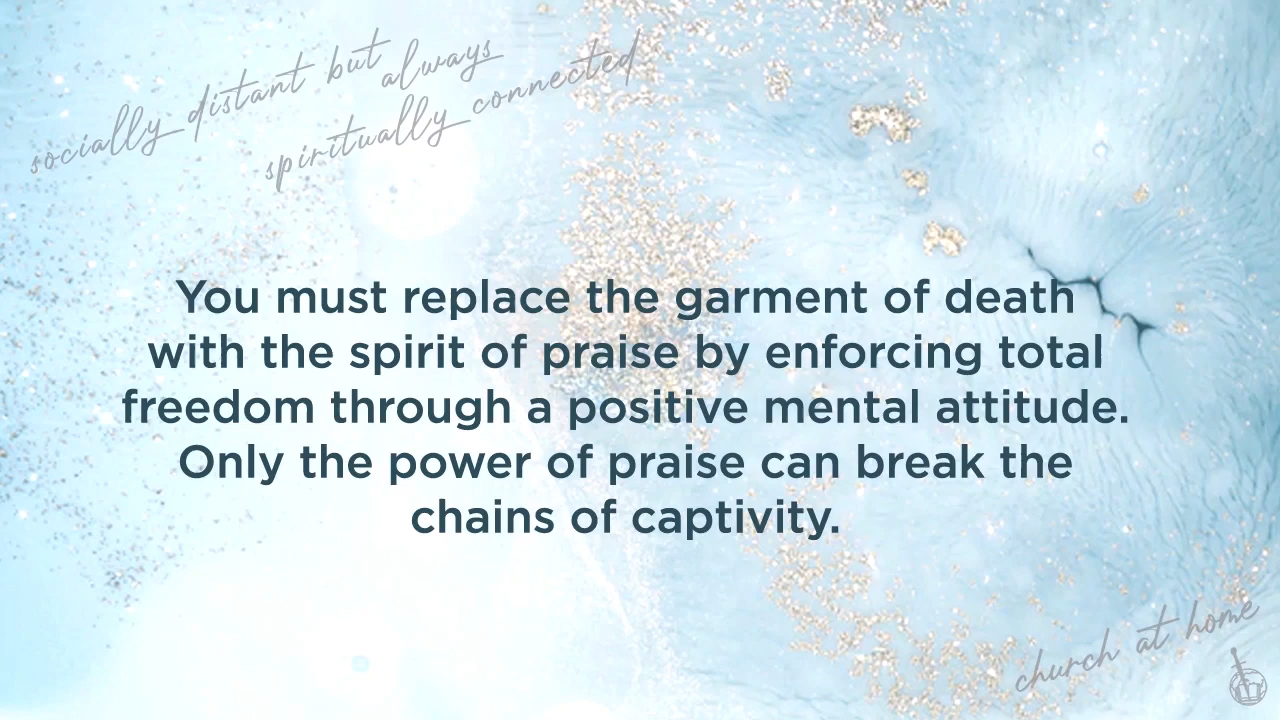 socially distant but
always
spiritually connected
You must replace the garment of death
with the spirit of praise by enforcing total
freedom through a positive mental attitude.
Only the power of praise can break the
chains of captivity.
church at home